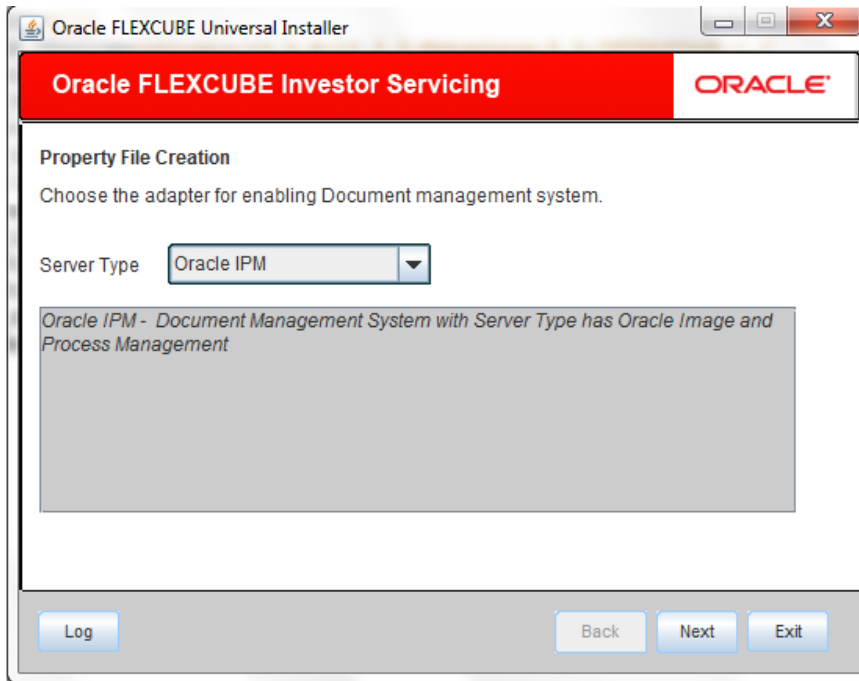 Oracle FLEXCUBE Universal Installer
Oracle FLEXCUBE Investor Servicing
ORACLE
Property File Creation
Choose the adapter for enabling Document management system.
Server Type
Oracle IPM
Oracle IPM - Document Management System with Server Type has Oracle Image and
Process Management
Log
Back
Next
Exit